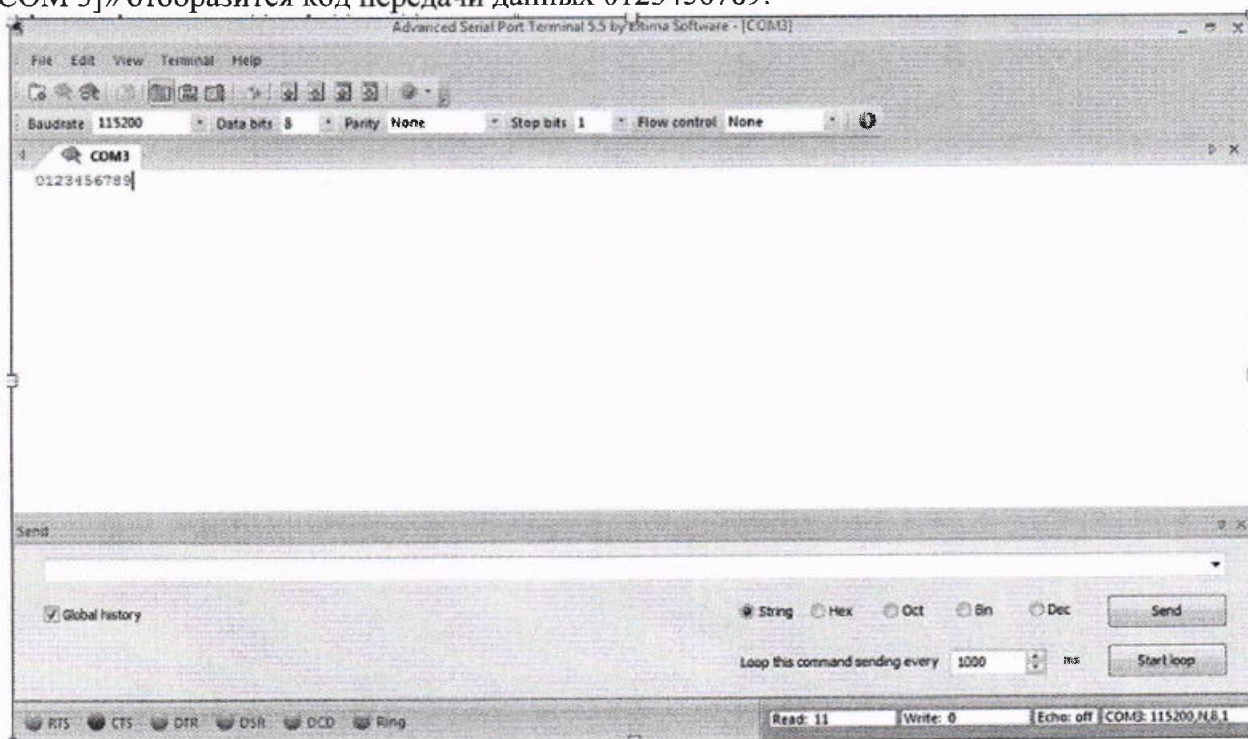 COM 3]» отобразится код передачи данных 0123456789.
Advanced Serial Port Terminal 5.5 by Eltima Software - [COM3]
File Edit View Terminal Help
Baudrate 115200 Data bits 8 Parity None Stop bits 1 Flow control None
COM3
0123456789
Send
Global history
String Hex Oct Bin Dec Send
Loop this command sending every 1000 ms Start loop
RTS CTS DTR DSR DCD Ring Read: 11 Write: 0 Echo: off COM3: 115200,N,8,1